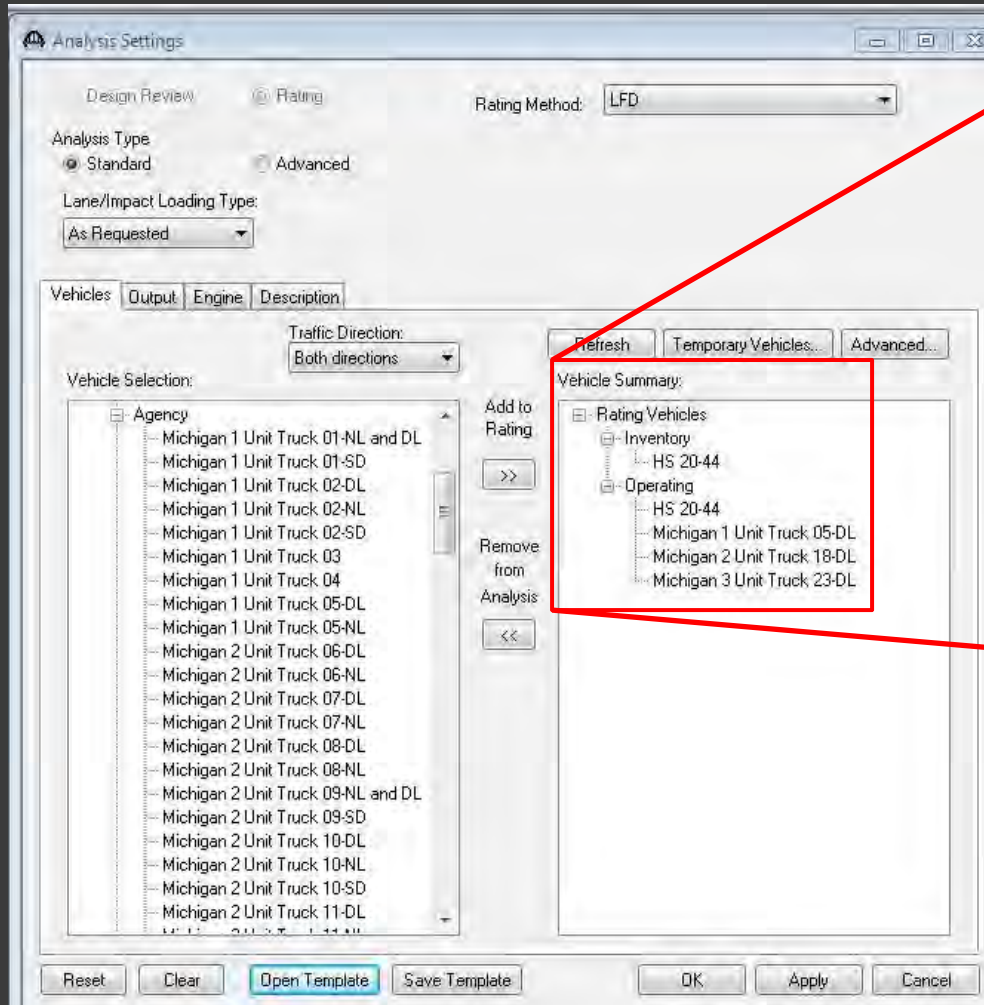 Analysis Settings
Design Review Rating
Rating Method: LFD
Analysis Type
Standard Advanced
Lane/Impact Loading Type:
As Requested
Vehicles Output Engine Description
Traffic Direction:
Both directions
Refresh Temporary Vehicles... Advanced...
Vehicle Selection:
Agency
Michigan 1 Unit Truck 01-NL and DL
Michigan 1 Unit Truck 01-SD
Michigan 1 Unit Truck 02-DL
Michigan 1 Unit Truck 02-NL
Michigan 1 Unit Truck 02-SD
Michigan 1 Unit Truck 03
Michigan 1 Unit Truck 04
Michigan 1 Unit Truck 05-DL
Michigan 1 Unit Truck 05-NL
Michigan 2 Unit Truck 06-DL
Michigan 2 Unit Truck 06-NL
Michigan 2 Unit Truck 07-DL
Michigan 2 Unit Truck 07-NL
Michigan 2 Unit Truck 08-DL
Michigan 2 Unit Truck 08-NL
Michigan 2 Unit Truck 09-NL and DL
Michigan 2 Unit Truck 09-SD
Michigan 2 Unit Truck 10-DL
Michigan 2 Unit Truck 10-NL
Michigan 2 Unit Truck 10-SD
Michigan 2 Unit Truck 11-DL
Add to
Rating
>>
Remove
from
Analysis
<<
Vehicle Summary:
Rating Vehicles
Inventory
HS 20-44
Operating
HS 20-44
Michigan 1 Unit Truck 05-DL
Michigan 2 Unit Truck 18-DL
Michigan 3 Unit Truck 23-DL
Reset Clear Open Template Save Template OK Apply Cancel